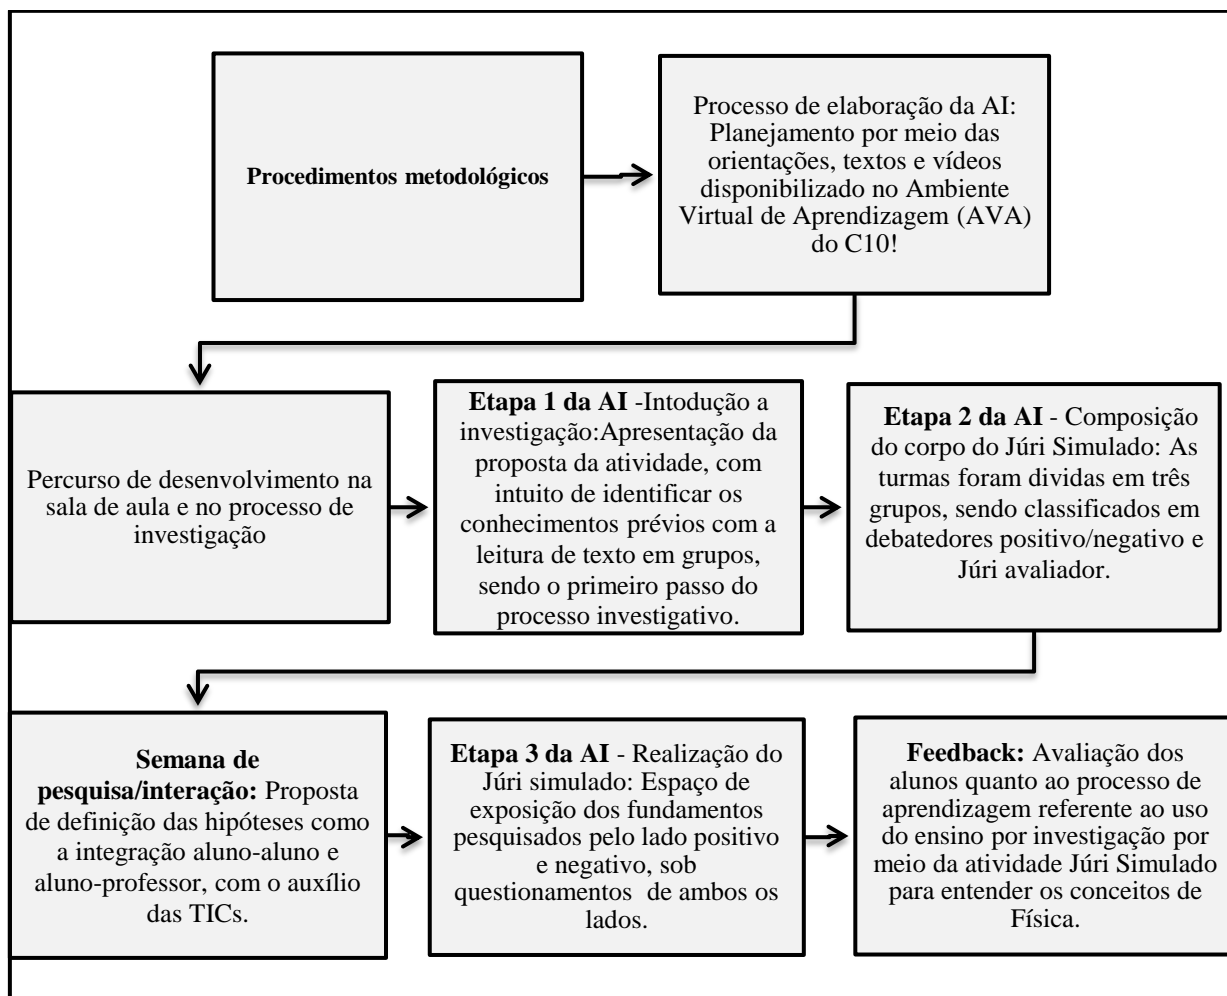 Procedimentos metodológicos
Processo de elaboração da AI:
Planejamento por meio das
orientações, textos e vídeos
disponibilizado no Ambiente
Virtual de Aprendizagem (AVA)
do C10!
Percurso de desenvolvimento na
sala de aula e no processo de
investigação
Etapa 1 da AI -Intodução a
investigação:Apresentação da
proposta da atividade, com
intuito de identificar os
conhecimentos prévios com a
leitura de texto em grupos,
sendo o primeiro passo do
processo investigativo.
Etapa 2 da AI - Composição
do corpo do Júri Simulado: As
turmas foram dividas em três
grupos, sendo classificados em
debatedores positivo/negativo e
Júri avaliador.
Semana de
pesquisa/interação: Proposta
de definição das hipóteses como
a integração aluno-aluno e
aluno-professor, com o auxílio
das TICs.
Etapa 3 da AI - Realização do
Júri simulado: Espaço de
exposição dos fundamentos
pesquisados pelo lado positivo
e negativo, sob
questionamentos de ambos os
lados.
Feedback: Avaliação dos
alunos quanto ao processo de
aprendizagem referente ao uso
do ensino por investigação por
meio da atividade Júri Simulado
para entender os conceitos de
Física.